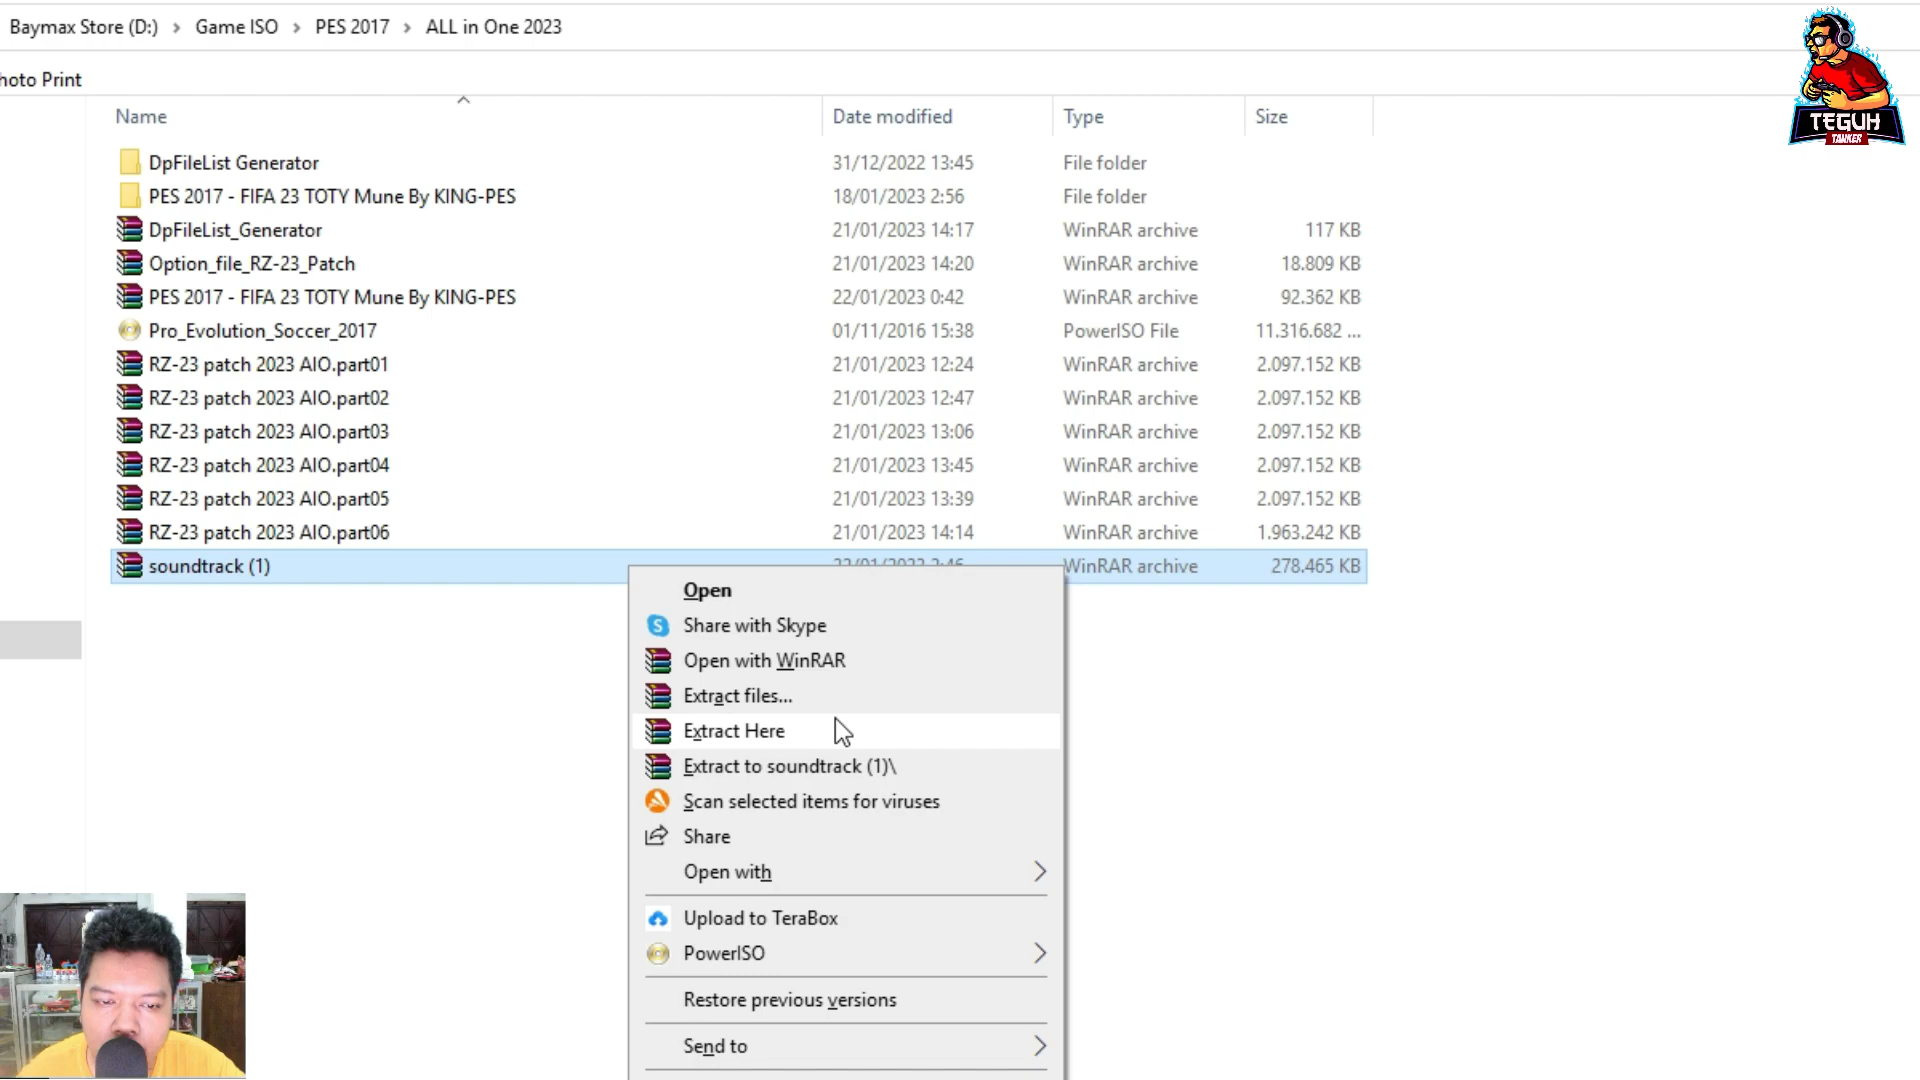 Baymax Store (D:) > Game ISO > PES 2017 > ALL in One 2023
hoto Print
Name Date modified Type Size
DpFileList Generator 31/12/2022 13:45 File folder
PES 2017 - FIFA 23 TOTY Mune By KING-PES 18/01/2023 2:56 File folder
DpFileList_Generator 21/01/2023 14:17 WinRAR archive 117 KB
Option_file_RZ-23_Patch 21/01/2023 14:20 WinRAR archive 18.809 KB
PES 2017 - FIFA 23 TOTY Mune By KING-PES 22/01/2023 0:42 WinRAR archive 92.362 KB
Pro_Evolution_Soccer_2017 01/11/2016 15:38 PowerISO File 11.316.682 ...
RZ-23 patch 2023 AIO.part01 21/01/2023 12:24 WinRAR archive 2.097.152 KB
RZ-23 patch 2023 AIO.part02 21/01/2023 12:47 WinRAR archive 2.097.152 KB
RZ-23 patch 2023 AIO.part03 21/01/2023 13:06 WinRAR archive 2.097.152 KB
RZ-23 patch 2023 AIO.part04 21/01/2023 13:45 WinRAR archive 2.097.152 KB
RZ-23 patch 2023 AIO.part05 21/01/2023 13:39 WinRAR archive 2.097.152 KB
RZ-23 patch 2023 AIO.part06 21/01/2023 14:14 WinRAR archive 1.963.242 KB
soundtrack (1) WinRAR archive 278.465 KB
Open
Share with Skype
Open with WinRAR
Extract files...
Extract Here
Extract to soundtrack (1)\
Scan selected items for viruses
Share
Open with
Upload to TeraBox
PowerISO
Restore previous versions
Send to
TEGUH
TANKER